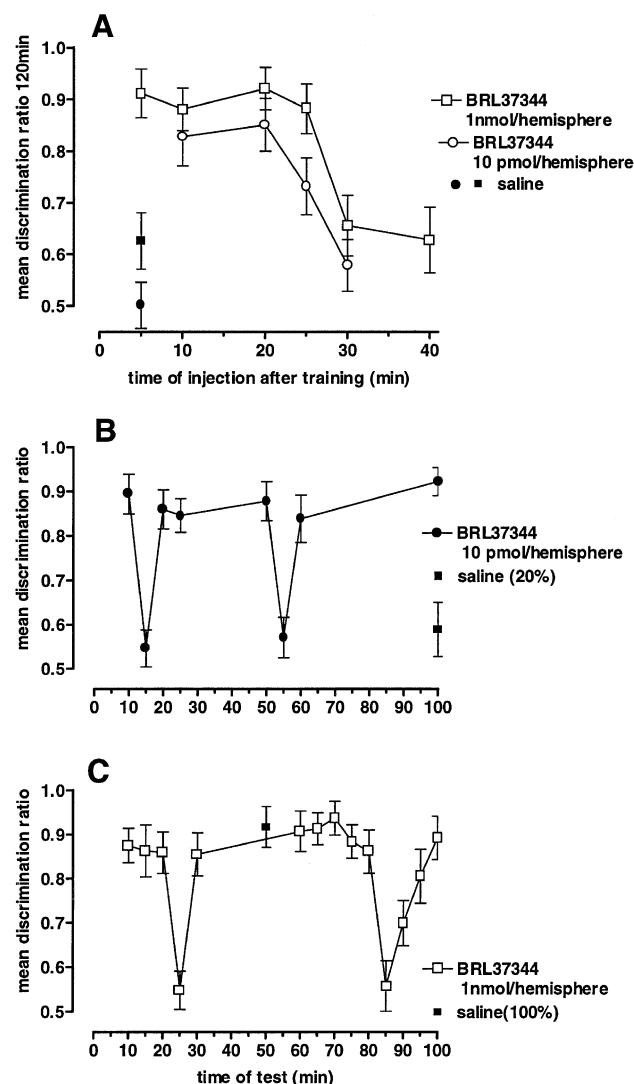 A
mean discrimination ratio 120min
1.0
0.9
0.8
0.7
0.6
0.5
0 10 20 30 40
time of injection after training (min)
BRL37344
1nmol/hemisphere
BRL37344
10 pmol/hemisphere
saline
B
mean discrimination ratio
1.0
0.9
0.8
0.7
0.6
0.5
0 10 20 30 40 50 60 70 80 90 100
BRL37344
10 pmol/hemisphere
saline (20%)
C
mean discrimination ratio
1.0
0.9
0.8
0.7
0.6
0.5
0 10 20 30 40 50 60 70 80 90 100
time of test (min)
BRL37344
1nmol/hemisphere
saline(100%)